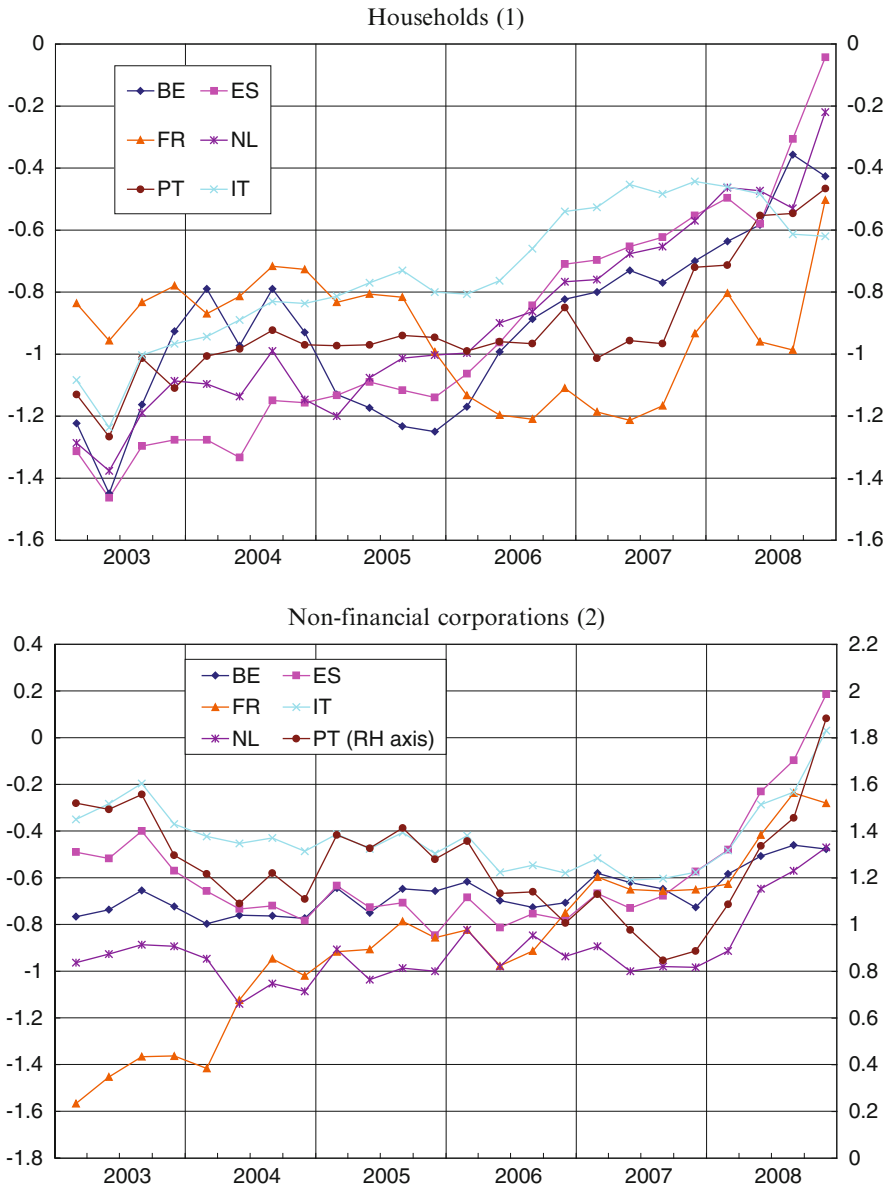 Households (1)
0 0
-0.2 -0.2
-0.4 -0.4
-0.6 -0.6
-0.8 -0.8
-1 -1
-1.2 -1.2
-1.4 -1.4
-1.6 -1.6
BE ES
FR NL
PT IT
2003 2004 2005 2006 2007 2008
Non-financial corporations (2)
0.4 2.2
0.2 2
0 1.8
-0.2 1.6
-0.4 1.4
-0.6 1.2
-0.8 1
-1 0.8
-1.2 0.6
-1.4 0.4
-1.6 0.2
-1.8 0
BE ES
FR IT
NL PT (RH axis)
2003 2004 2005 2006 2007 2008